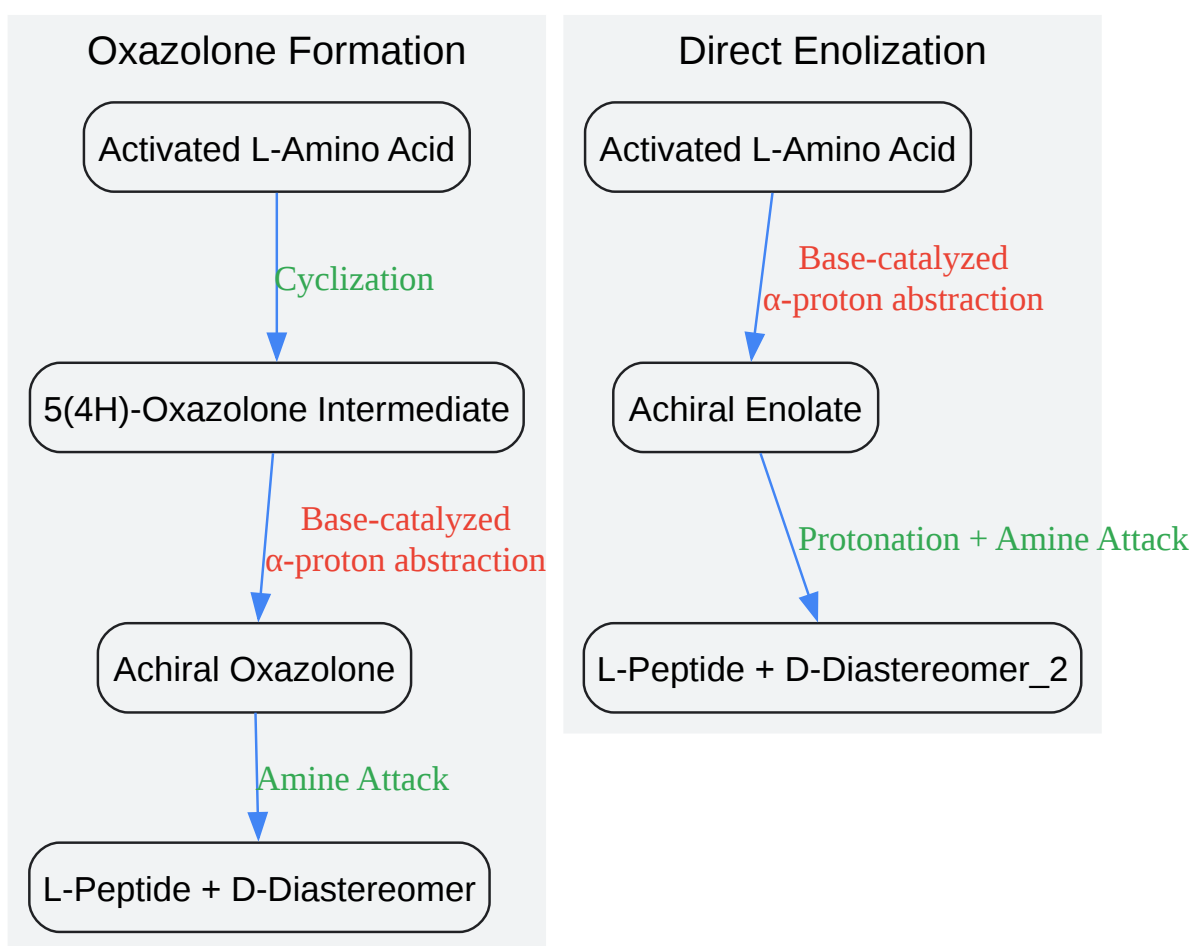 Oxazolone Formation
Activated L-Amino Acid
Cyclization
5(4H)-Oxazolone Intermediate
Base-catalyzed
α-proton abstraction
Achiral Oxazolone
Amine Attack
L-Peptide + D-Diastereomer
Direct Enolization
Activated L-Amino Acid
Base-catalyzed
α-proton abstraction
Achiral Enolate
Protonation + Amine Attack
L-Peptide + D-Diastereomer_2